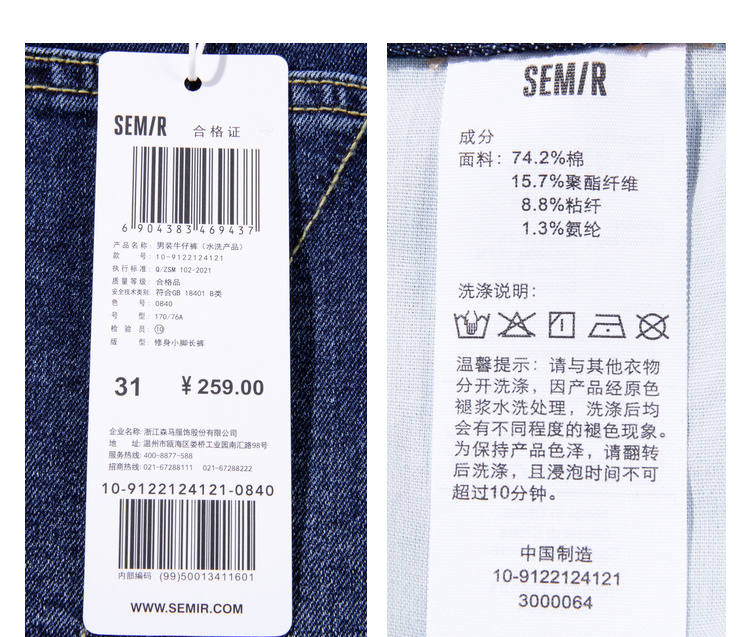 SEMIR 合格证
6 904383 469437
产品名称: 男装牛仔裤（水洗产品）
款 号: 10-9122124121
执行标准: Q/ZSM 102-2021
质量等级: 合格品
安全技术类别: 符合GB 18401 B类
色 号: 0840
号 型: 170/76A
检 验 员: ⑩
版 型: 修身小脚长裤
31 ¥259.00
企业名称: 浙江森马服饰股份有限公司
地 址: 温州市瓯海区娄桥工业园南汇路98号
服务热线: 400-8877-588
招商热线: 021-67288111 021-67288222
10-9122124121-0840
内部编码 (99)50013411601
WWW.SEMIR.COM
SEMIR
成分
面料: 74.2%棉
15.7%聚酯纤维
8.8%粘纤
1.3%氨纶
洗涤说明:
温馨提示: 请与其他衣物
分开洗涤, 因产品经原色
褪浆水洗处理, 洗涤后均
会有不同程度的褪色现象。
为保持产品色泽, 请翻转
后洗涤, 且浸泡时间不可
超过10分钟。
中国制造
10-9122124121
3000064